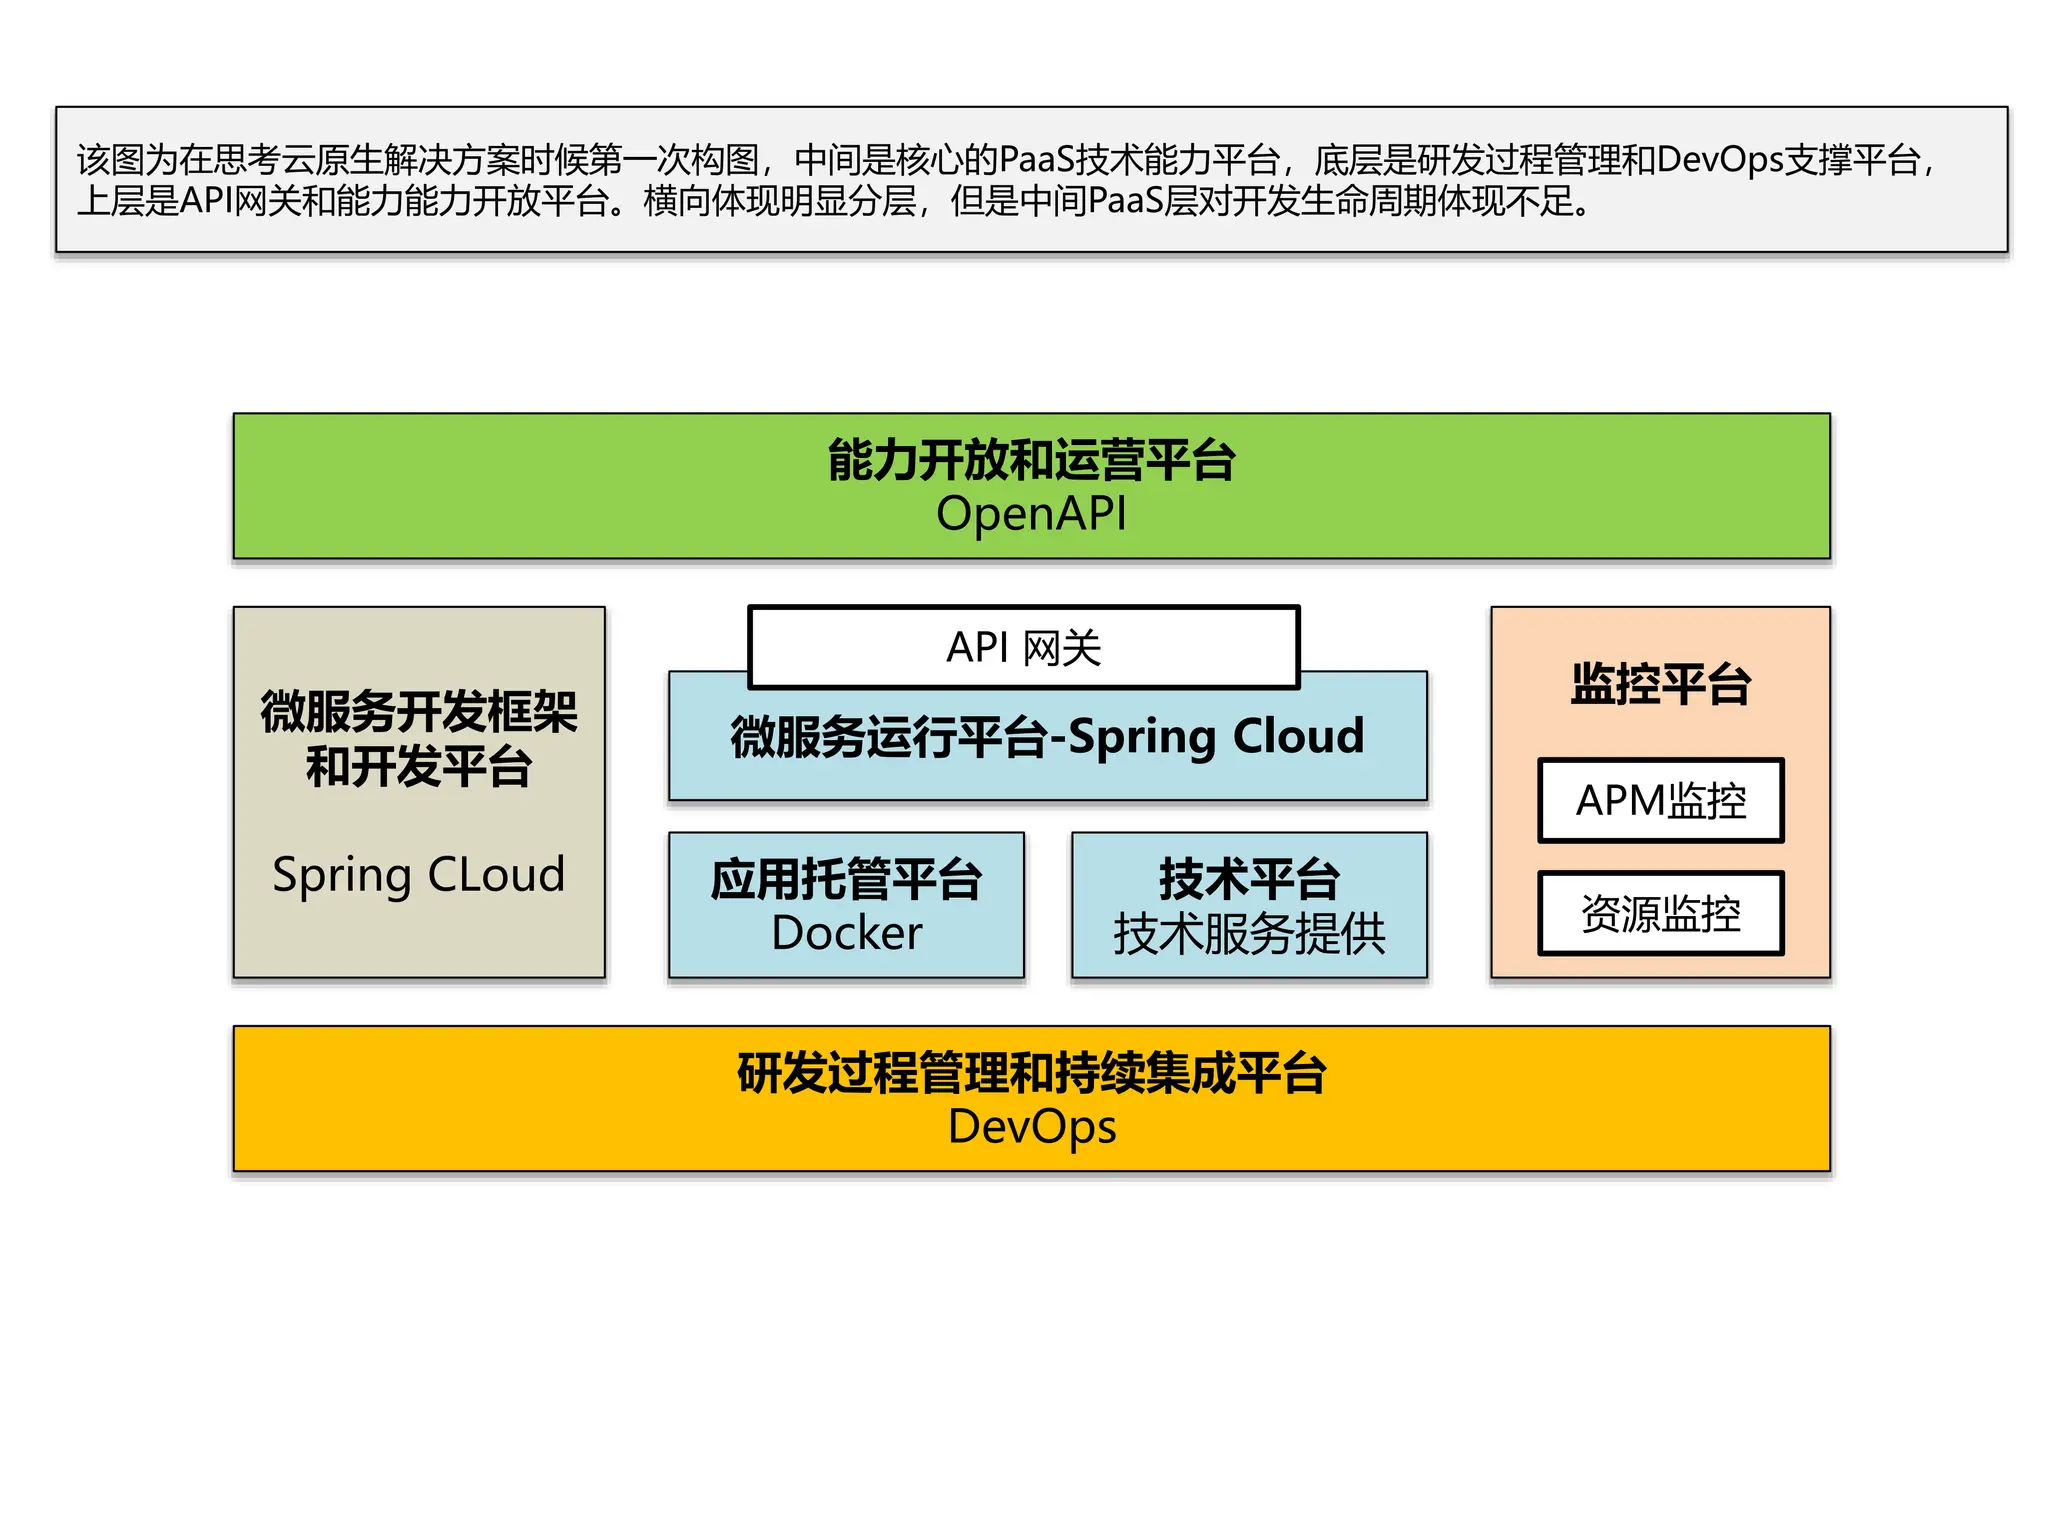 该图为在思考云原生解决方案时候第一次构图，中间是核心的PaaS技术能力平台，底层是研发过程管理和DevOps支撑平台，
上层是API网关和能力能力开放平台。横向体现明显分层，但是中间PaaS层对开发生命周期体现不足。
能力开放和运营平台
OpenAPI
微服务开发框架
和开发平台
Spring CLoud
API 网关
微服务运行平台-Spring Cloud
应用托管平台
Docker
技术平台
技术服务提供
监控平台
APM监控
资源监控
研发过程管理和持续集成平台
DevOps